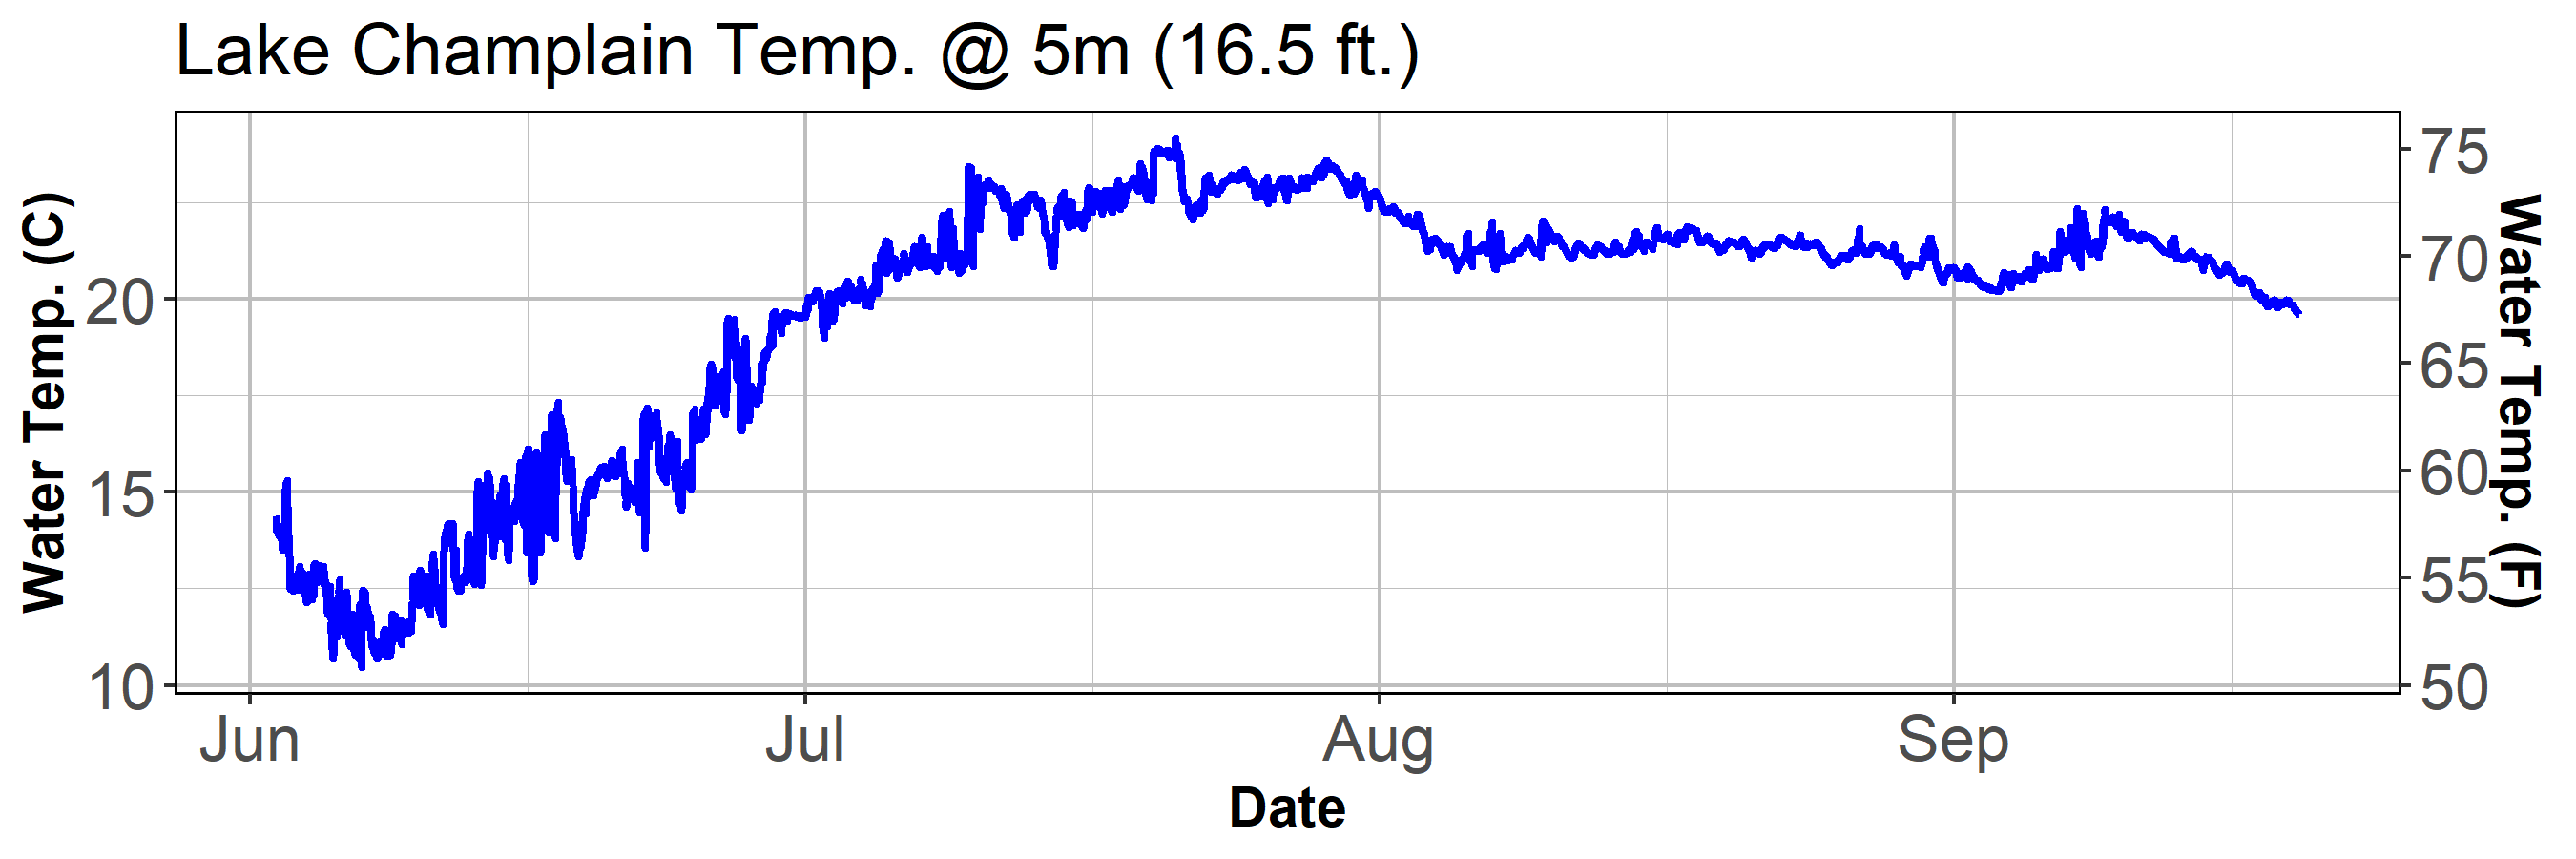 Lake Champlain Temp. @ 5m (16.5 ft.)
Water Temp. (C)
20
15
10
75
70
65
60
55
50
Water Temp. (F)
Jun Jul Aug Sep
Date